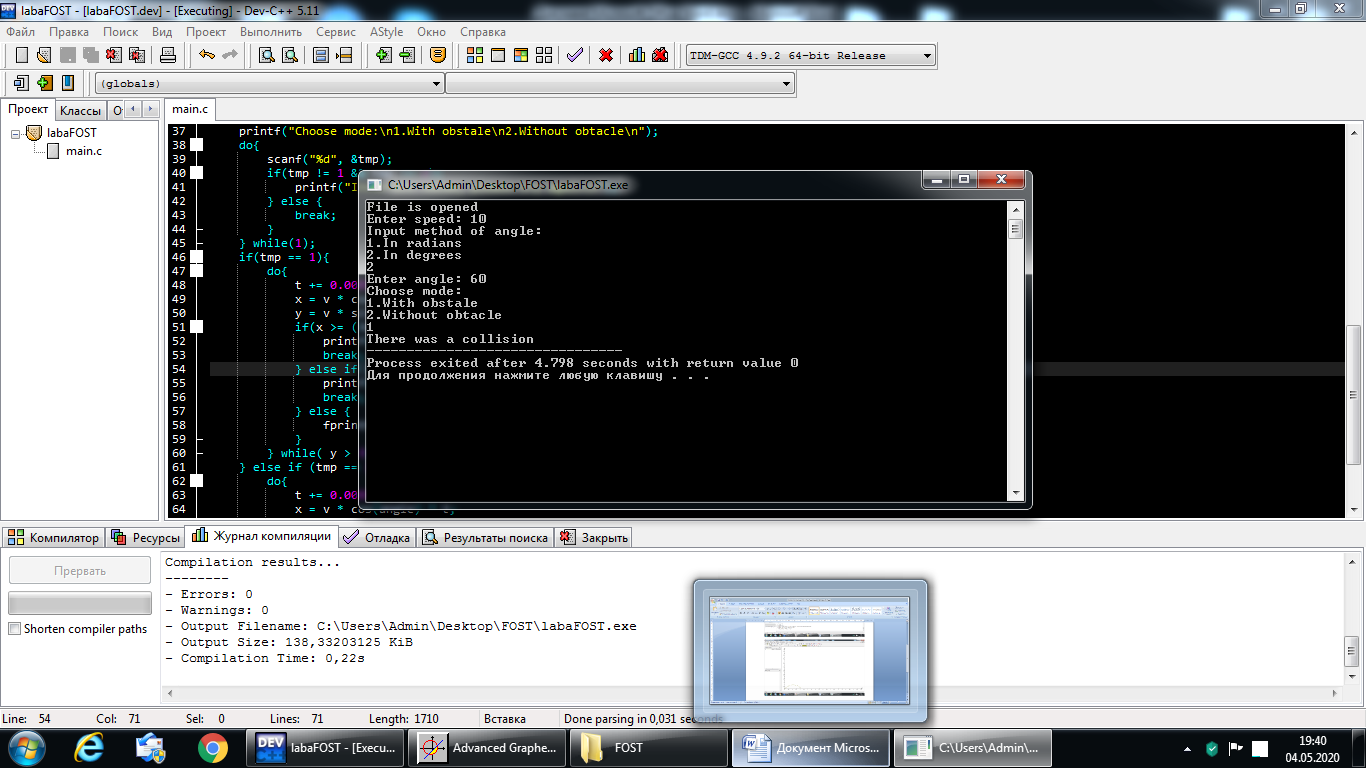 labaFOST - [labaFOST.dev] - [Executing] - Dev-C++ 5.11
Файл Правка Поиск Вид Проект Выполнить Сервис AStyle Окно Справка
TDM-GCC 4.9.2 64-bit Release
(globals)
Проект Классы О
main.c
labaFOST
main.c
37 printf("Choose mode:\n1.With obstale\n2.Without obtacle\n");
38 do{
39 scanf("%d", &tmp);
40 if(tmp != 1 &
41 printf("I
42 } else {
43 break;
44 }
45 } while(1);
46 if(tmp == 1){
47 do{
48 t += 0.00
49 x = v * c
50 y = v * s
51 if(x >= (
52 print
53 break
54 } else if
55 print
56 break
57 } else {
58 fprin
59 }
60 } while( y >
61 } else if (tmp ==
62 do{
63 t += 0.00
64 x = v * cos(angle) * t;
C:\Users\Admin\Desktop\FOST\labaFOST.exe
File is opened
Enter speed: 10
Input method of angle:
1.In radians
2.In degrees
2
Enter angle: 60
Choose mode:
1.With obstale
2.Without obtacle
1
There was a collision
--------------------------------
Process exited after 4.798 seconds with return value 0
Для продолжения нажмите любую клавишу . . .
Компилятор Ресурсы Журнал компиляции Отладка Результаты поиска Закрыть
Прервать
Shorten compiler paths
Compilation results...
--------
- Errors: 0
- Warnings: 0
- Output Filename: C:\Users\Admin\Desktop\FOST\labaFOST.exe
- Output Size: 138,33203125 KiB
- Compilation Time: 0,22s
Line: 54 Col: 71 Sel: 0 Lines: 71 Length: 1710 Вставка Done parsing in 0,031 seconds
DEV labaFOST - [Execu... Advanced Graphe... FOST Документ Micros... C:\Users\Admin\...
19:40
04.05.2020